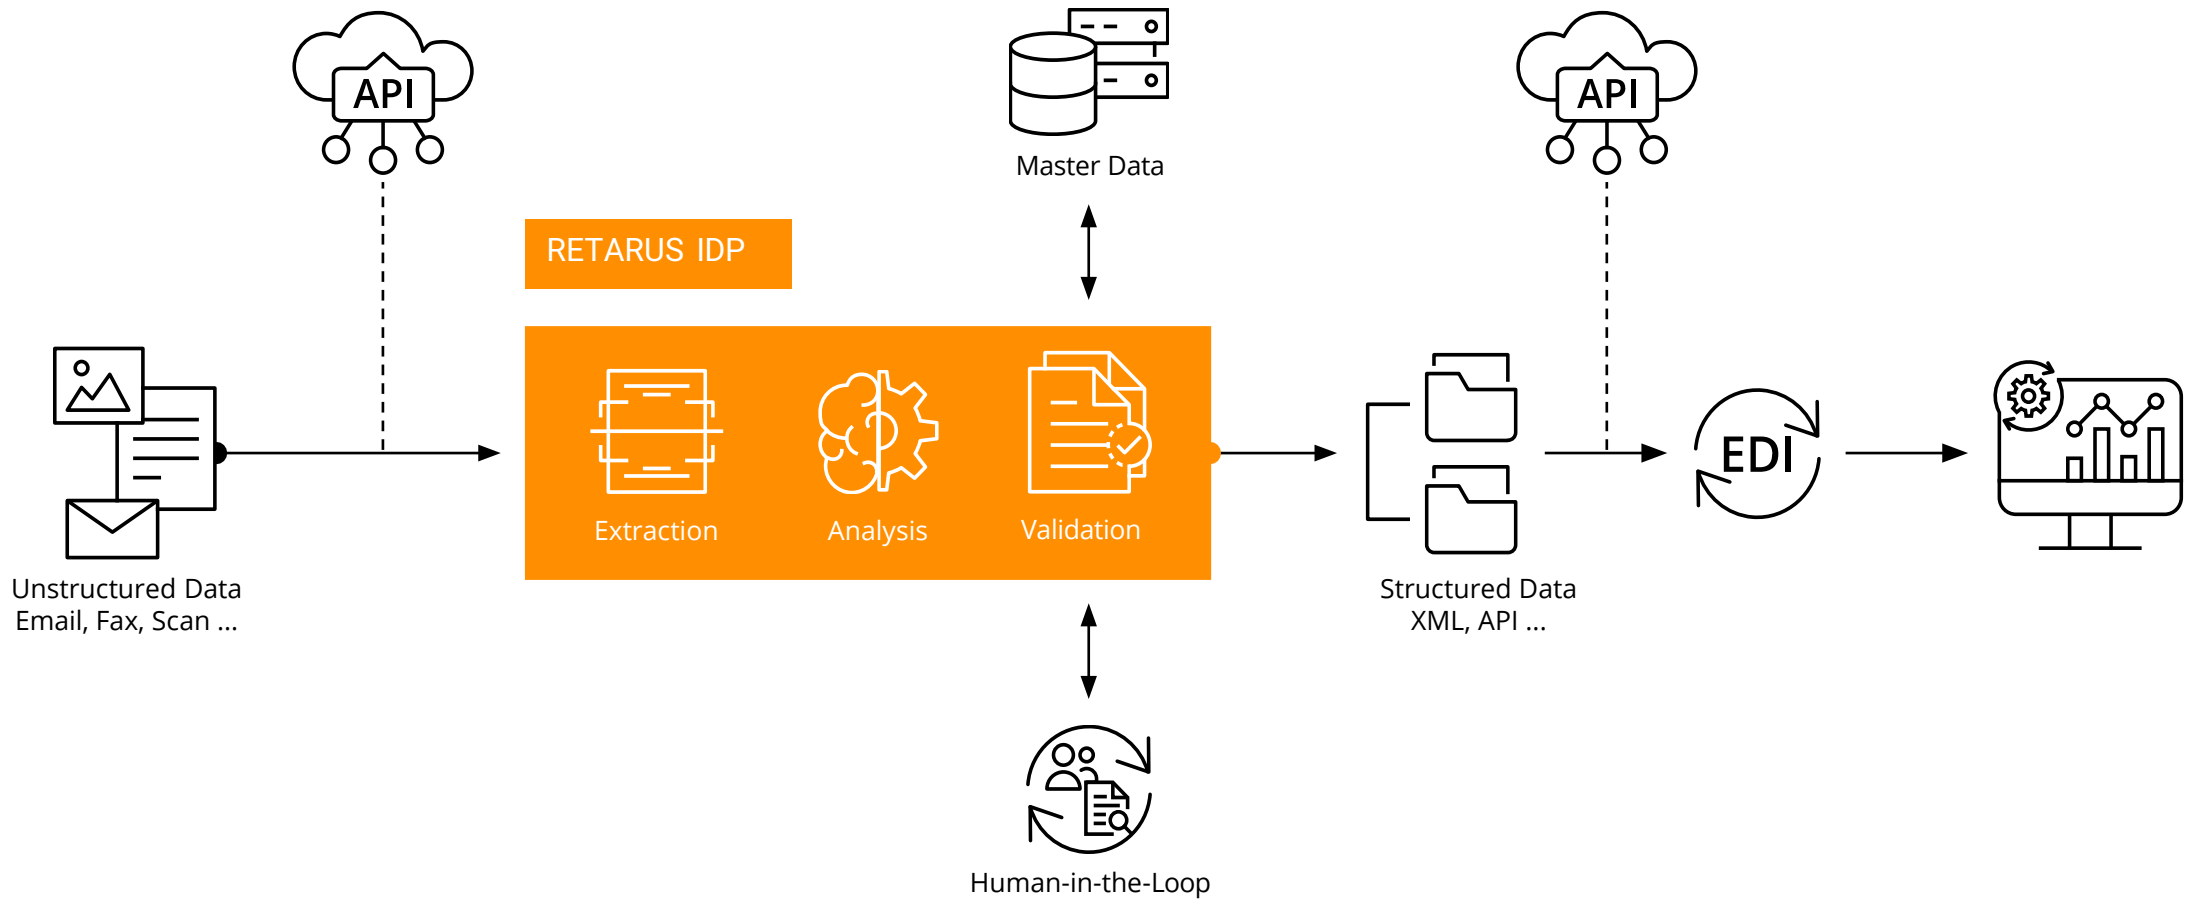 API
Master Data
API
RETARUS IDP
Extraction
Analysis
Validation
EDI
Unstructured Data
Email, Fax, Scan ...
Structured Data
XML, API ...
Human-in-the-Loop